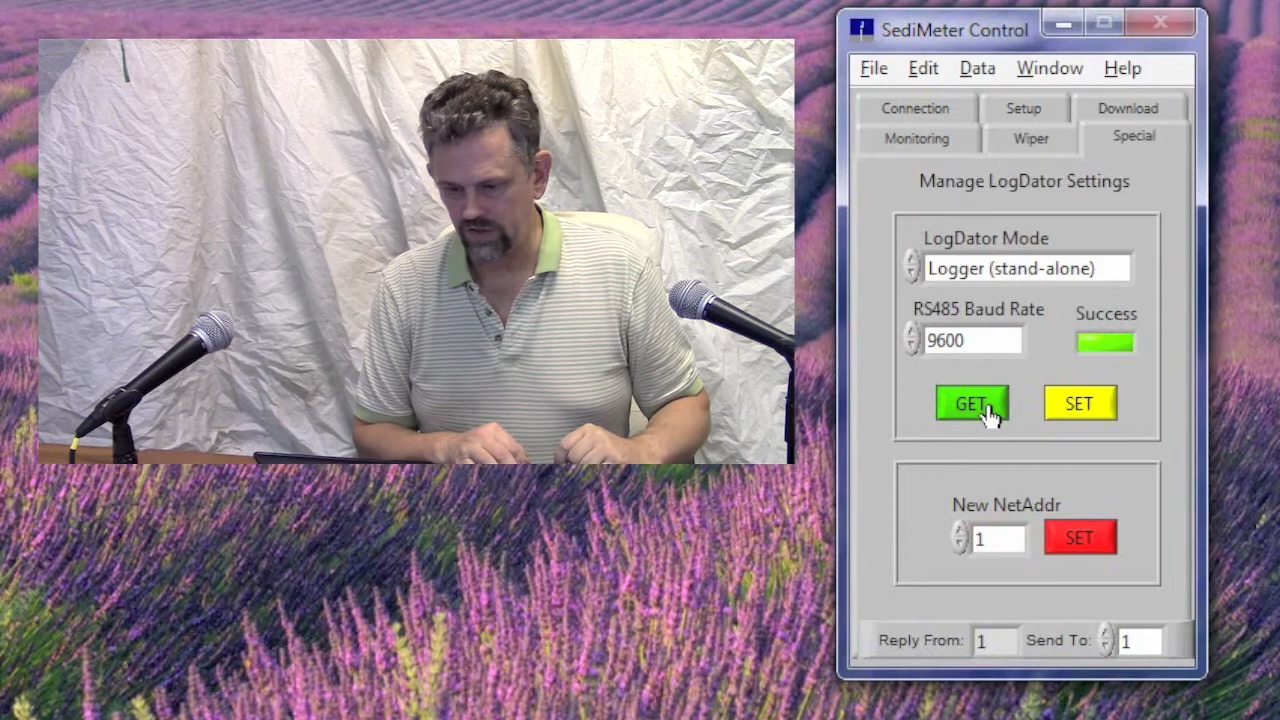 SediMeter Control
File Edit Data Window Help
Connection Setup Download
Monitoring Wiper Special
Manage LogDator Settings
LogDator Mode
Logger (stand-alone)
RS485 Baud Rate Success
9600
GET SET
New NetAddr
1 SET
Reply From: 1 Send To: 1